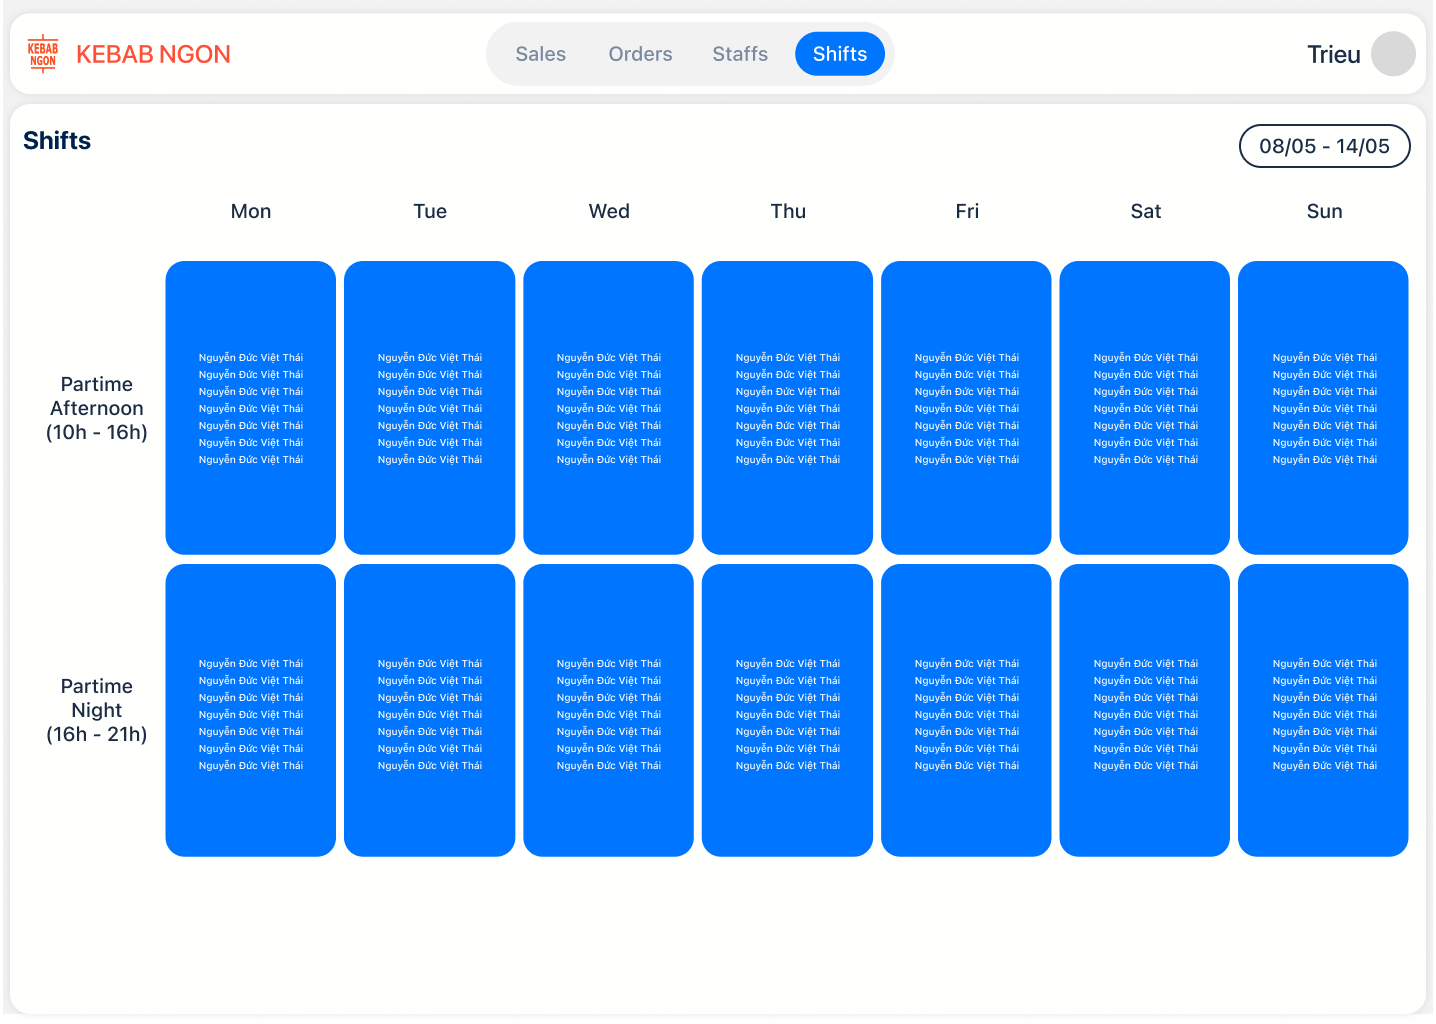 KEBAB
NGON
KEBAB NGON
Sales Orders Staffs Shifts
Trieu
Shifts
08/05 - 14/05
Mon Tue Wed Thu Fri Sat Sun
Partime
Afternoon
(10h - 16h)
Nguyễn Đức Việt Thái Nguyễn Đức Việt Thái Nguyễn Đức Việt Thái Nguyễn Đức Việt Thái Nguyễn Đức Việt Thái Nguyễn Đức Việt Thái Nguyễn Đức Việt Thái
Nguyễn Đức Việt Thái Nguyễn Đức Việt Thái Nguyễn Đức Việt Thái Nguyễn Đức Việt Thái Nguyễn Đức Việt Thái Nguyễn Đức Việt Thái Nguyễn Đức Việt Thái
Nguyễn Đức Việt Thái Nguyễn Đức Việt Thái Nguyễn Đức Việt Thái Nguyễn Đức Việt Thái Nguyễn Đức Việt Thái Nguyễn Đức Việt Thái Nguyễn Đức Việt Thái
Nguyễn Đức Việt Thái Nguyễn Đức Việt Thái Nguyễn Đức Việt Thái Nguyễn Đức Việt Thái Nguyễn Đức Việt Thái Nguyễn Đức Việt Thái Nguyễn Đức Việt Thái
Nguyễn Đức Việt Thái Nguyễn Đức Việt Thái Nguyễn Đức Việt Thái Nguyễn Đức Việt Thái Nguyễn Đức Việt Thái Nguyễn Đức Việt Thái Nguyễn Đức Việt Thái
Nguyễn Đức Việt Thái Nguyễn Đức Việt Thái Nguyễn Đức Việt Thái Nguyễn Đức Việt Thái Nguyễn Đức Việt Thái Nguyễn Đức Việt Thái Nguyễn Đức Việt Thái
Nguyễn Đức Việt Thái Nguyễn Đức Việt Thái Nguyễn Đức Việt Thái Nguyễn Đức Việt Thái Nguyễn Đức Việt Thái Nguyễn Đức Việt Thái Nguyễn Đức Việt Thái
Partime
Night
(16h - 21h)
Nguyễn Đức Việt Thái Nguyễn Đức Việt Thái Nguyễn Đức Việt Thái Nguyễn Đức Việt Thái Nguyễn Đức Việt Thái Nguyễn Đức Việt Thái Nguyễn Đức Việt Thái
Nguyễn Đức Việt Thái Nguyễn Đức Việt Thái Nguyễn Đức Việt Thái Nguyễn Đức Việt Thái Nguyễn Đức Việt Thái Nguyễn Đức Việt Thái Nguyễn Đức Việt Thái
Nguyễn Đức Việt Thái Nguyễn Đức Việt Thái Nguyễn Đức Việt Thái Nguyễn Đức Việt Thái Nguyễn Đức Việt Thái Nguyễn Đức Việt Thái Nguyễn Đức Việt Thái
Nguyễn Đức Việt Thái Nguyễn Đức Việt Thái Nguyễn Đức Việt Thái Nguyễn Đức Việt Thái Nguyễn Đức Việt Thái Nguyễn Đức Việt Thái Nguyễn Đức Việt Thái
Nguyễn Đức Việt Thái Nguyễn Đức Việt Thái Nguyễn Đức Việt Thái Nguyễn Đức Việt Thái Nguyễn Đức Việt Thái Nguyễn Đức Việt Thái Nguyễn Đức Việt Thái
Nguyễn Đức Việt Thái Nguyễn Đức Việt Thái Nguyễn Đức Việt Thái Nguyễn Đức Việt Thái Nguyễn Đức Việt Thái Nguyễn Đức Việt Thái Nguyễn Đức Việt Thái
Nguyễn Đức Việt Thái Nguyễn Đức Việt Thái Nguyễn Đức Việt Thái Nguyễn Đức Việt Thái Nguyễn Đức Việt Thái Nguyễn Đức Việt Thái Nguyễn Đức Việt Thái